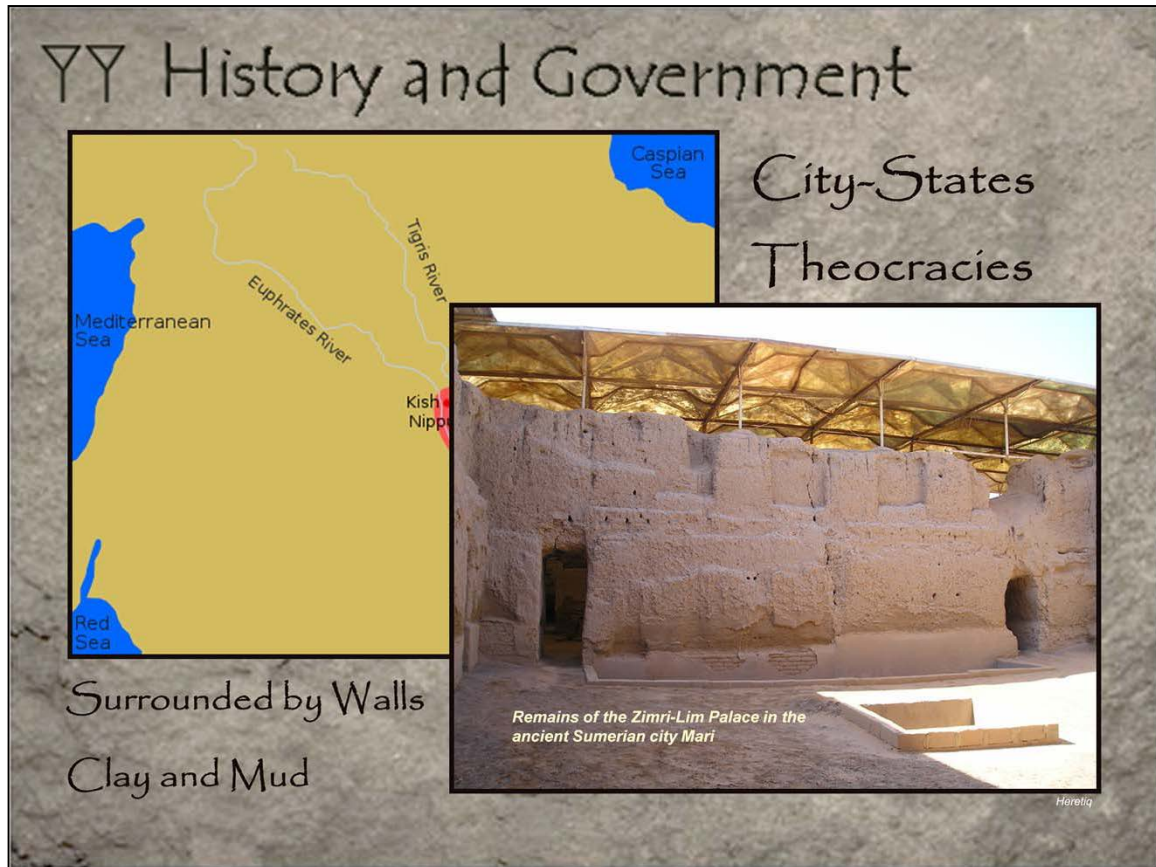 History and Government
City-States
Theocracies
Caspian
Sea
Tigris River
Euphrates River
Mediterranean
Sea
Kish
Red
Sea
Surrounded by Walls
Clay and Mud
Remains of the Zimri-Lim Palace in the
ancient Sumerian city Mari
Heretiq